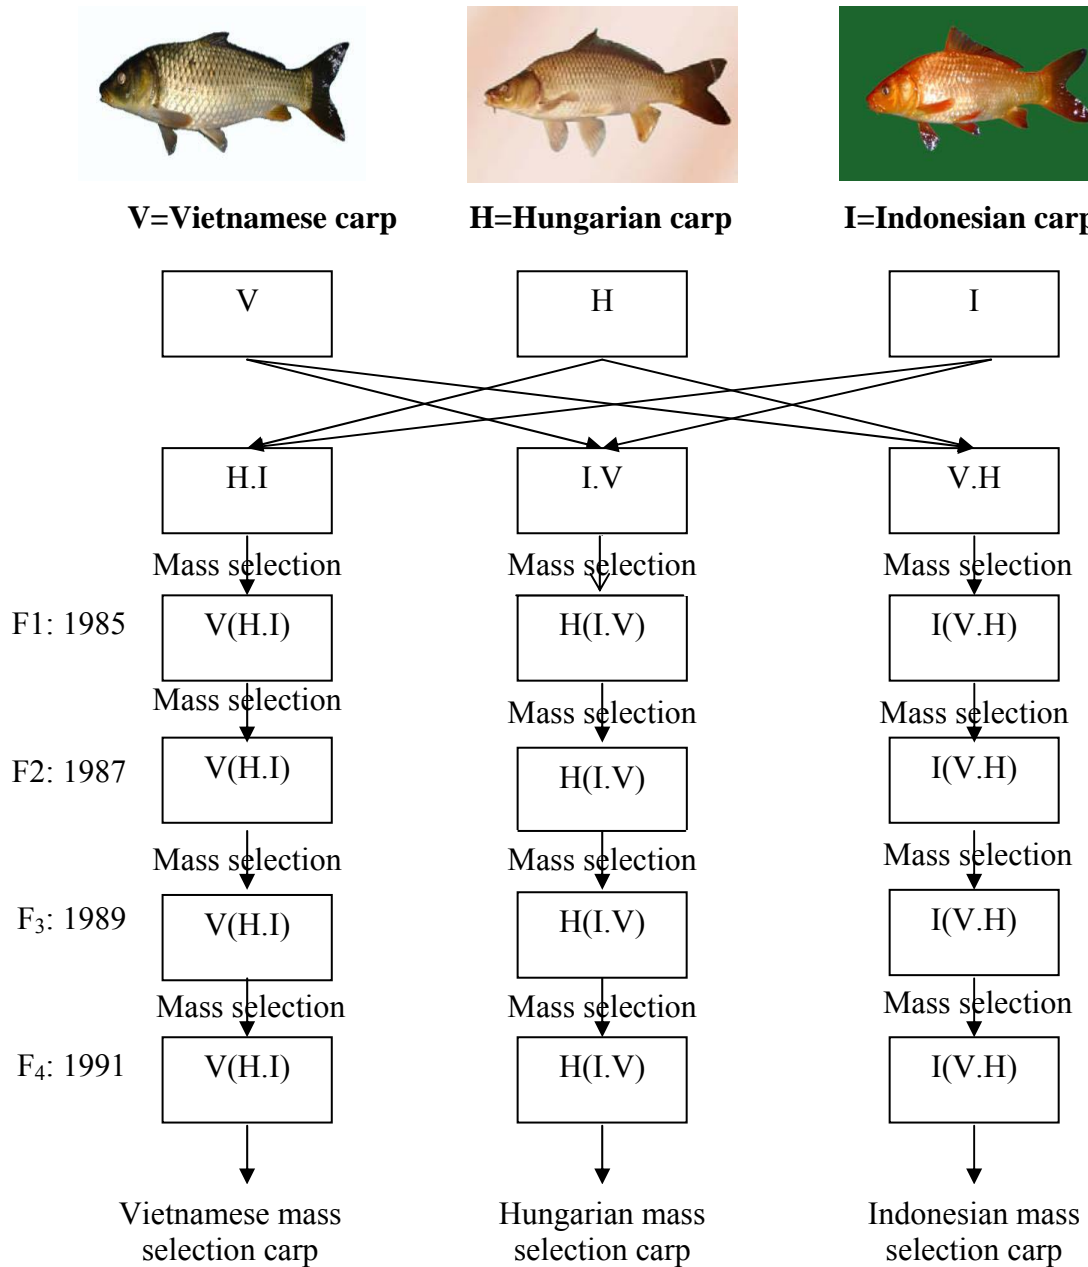 V=Vietnamese carp H=Hungarian carp I=Indonesian carp
V H I
H.I I.V V.H
Mass selection Mass selection Mass selection
F1: 1985 V(H.I) H(I.V) I(V.H)
Mass selection Mass selection Mass selection
F2: 1987 V(H.I) H(I.V) I(V.H)
Mass selection Mass selection Mass selection
F3: 1989 V(H.I) H(I.V) I(V.H)
Mass selection Mass selection Mass selection
F4: 1991 V(H.I) H(I.V) I(V.H)
Vietnamese mass Hungarian mass Indonesian mass
selection carp selection carp selection carp